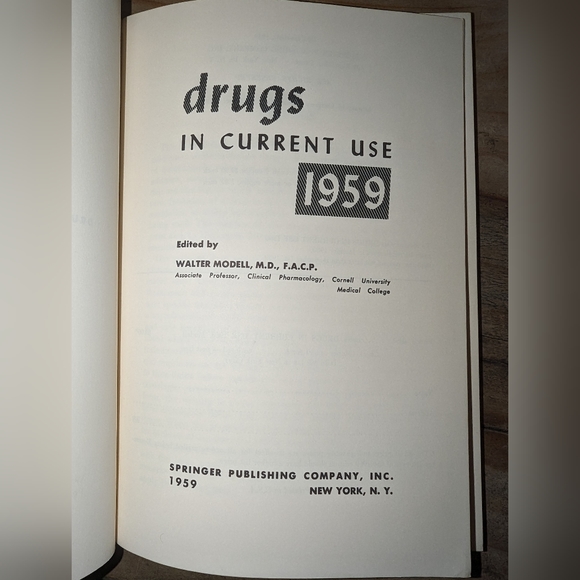 drugs
IN CURRENT USE
1959
Edited by
WALTER MODELL, M.D., F.A.C.P.
Associate Professor, Clinical Pharmacology, Cornell University
Medical College
SPRINGER PUBLISHING COMPANY, INC.
1959 NEW YORK, N. Y.